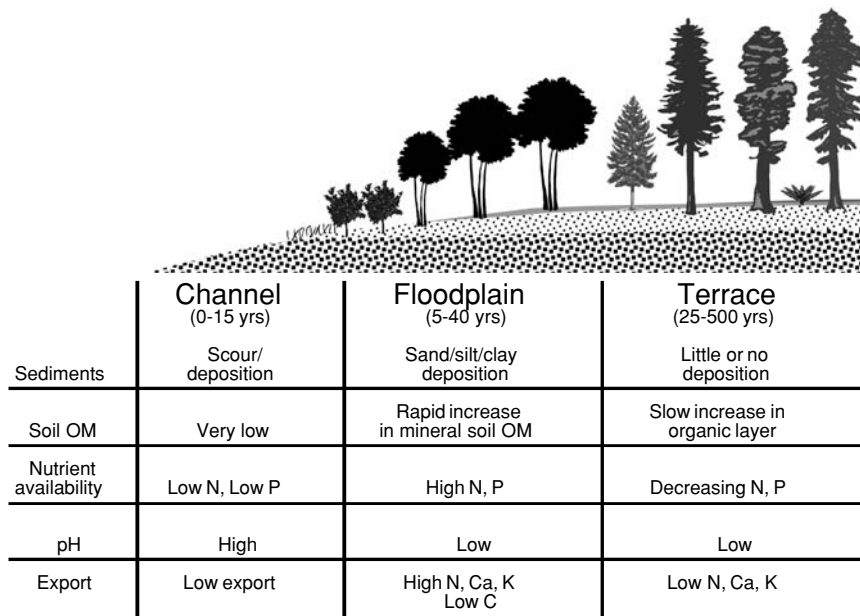 Channel
(0-15 yrs)
Floodplain
(5-40 yrs)
Terrace
(25-500 yrs)
Sediments
Scour/
deposition
Sand/silt/clay
deposition
Little or no
deposition
Soil OM
Very low
Rapid increase
in mineral soil OM
Slow increase in
organic layer
Nutrient
availability
Low N, Low P
High N, P
Decreasing N, P
pH
High
Low
Low
Export
Low export
High N, Ca, K
Low C
Low N, Ca, K